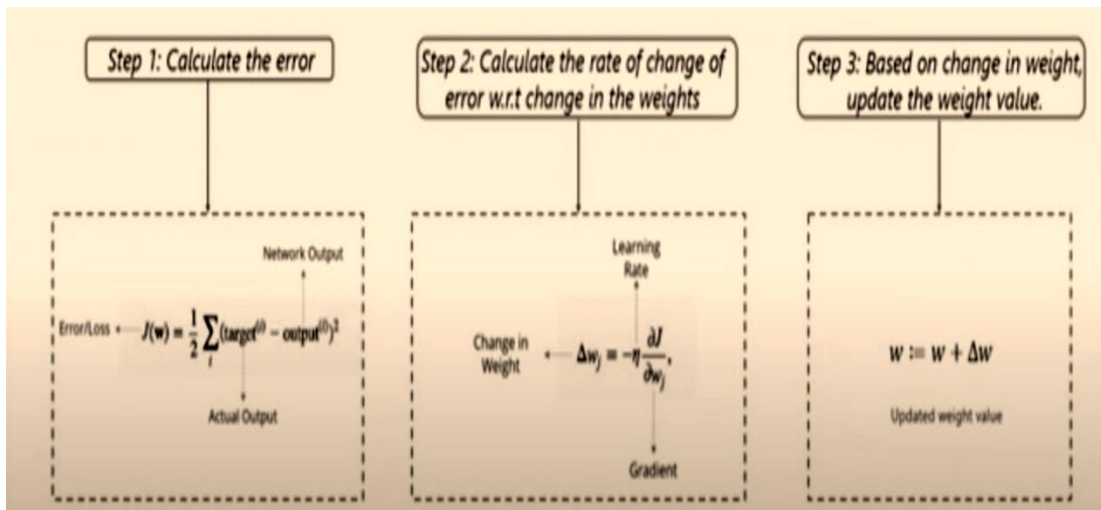 Step 1: Calculate the error
Network Output
Error/Loss
J(w) = 1/2 ∑i (target^(i) − output^(i))^2
Actual Output
Step 2: Calculate the rate of change of
error w.r.t change in the weights
Learning
Rate
Change in
Weight
Δwj = −η ∂J/∂wj,
Gradient
Step 3: Based on change in weight,
update the weight value.
w := w + Δw
Updated weight value